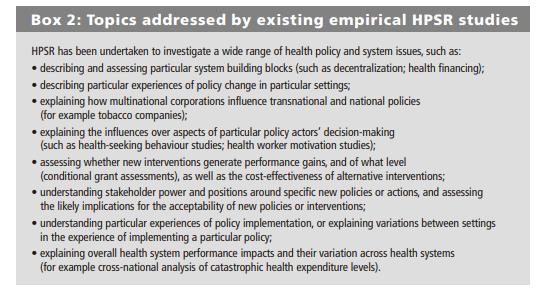 Box 2: Topics addressed by existing empirical HPSR studies
HPSR has been undertaken to investigate a wide range of health policy and system issues, such as:
• describing and assessing particular system building blocks (such as decentralization; health financing);
• describing particular experiences of policy change in particular settings;
• explaining how multinational corporations influence transnational and national policies
(for example tobacco companies);
• explaining the influences over aspects of particular policy actors' decision-making
(such as health-seeking behaviour studies; health worker motivation studies);
• assessing whether new interventions generate performance gains, and of what level
(conditional grant assessments), as well as the cost-effectiveness of alternative interventions;
• understanding stakeholder power and positions around specific new policies or actions, and assessing
the likely implications for the acceptability of new policies or interventions;
• understanding particular experiences of policy implementation, or explaining variations between settings
in the experience of implementing a particular policy;
• explaining overall health system performance impacts and their variation across health systems
(for example cross-national analysis of catastrophic health expenditure levels).